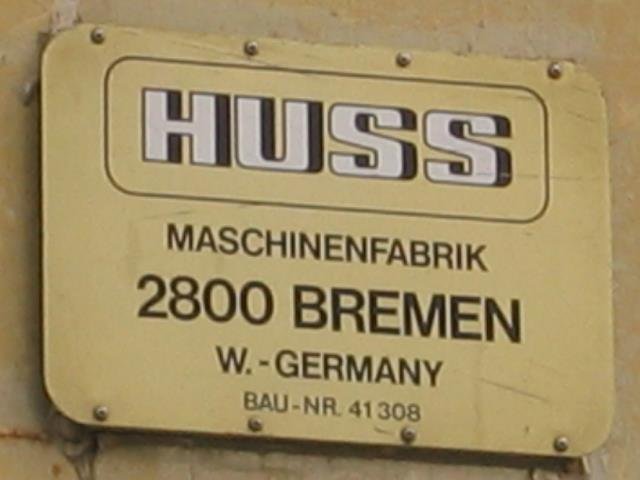 HUSS
MASCHINENFABRIK
2800 BREMEN
W.-GERMANY
BAU-NR. 41308